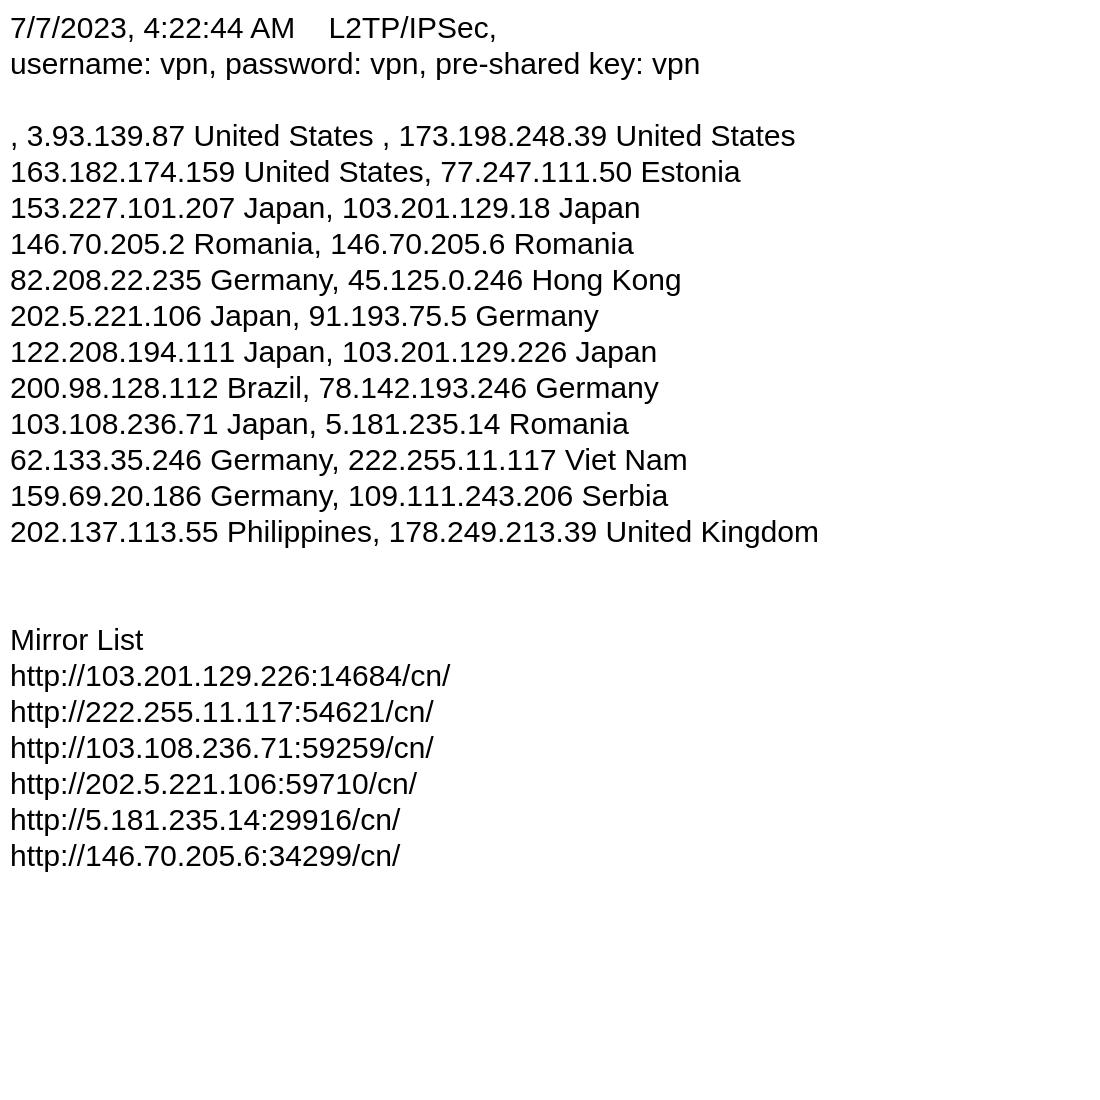 7/7/2023, 4:22:44 AM    L2TP/IPSec,
username: vpn, password: vpn, pre-shared key: vpn
, 3.93.139.87 United States , 173.198.248.39 United States
163.182.174.159 United States, 77.247.111.50 Estonia
153.227.101.207 Japan, 103.201.129.18 Japan
146.70.205.2 Romania, 146.70.205.6 Romania
82.208.22.235 Germany, 45.125.0.246 Hong Kong
202.5.221.106 Japan, 91.193.75.5 Germany
122.208.194.111 Japan, 103.201.129.226 Japan
200.98.128.112 Brazil, 78.142.193.246 Germany
103.108.236.71 Japan, 5.181.235.14 Romania
62.133.35.246 Germany, 222.255.11.117 Viet Nam
159.69.20.186 Germany, 109.111.243.206 Serbia
202.137.113.55 Philippines, 178.249.213.39 United Kingdom
Mirror List
http://103.201.129.226:14684/cn/
http://222.255.11.117:54621/cn/
http://103.108.236.71:59259/cn/
http://202.5.221.106:59710/cn/
http://5.181.235.14:29916/cn/
http://146.70.205.6:34299/cn/